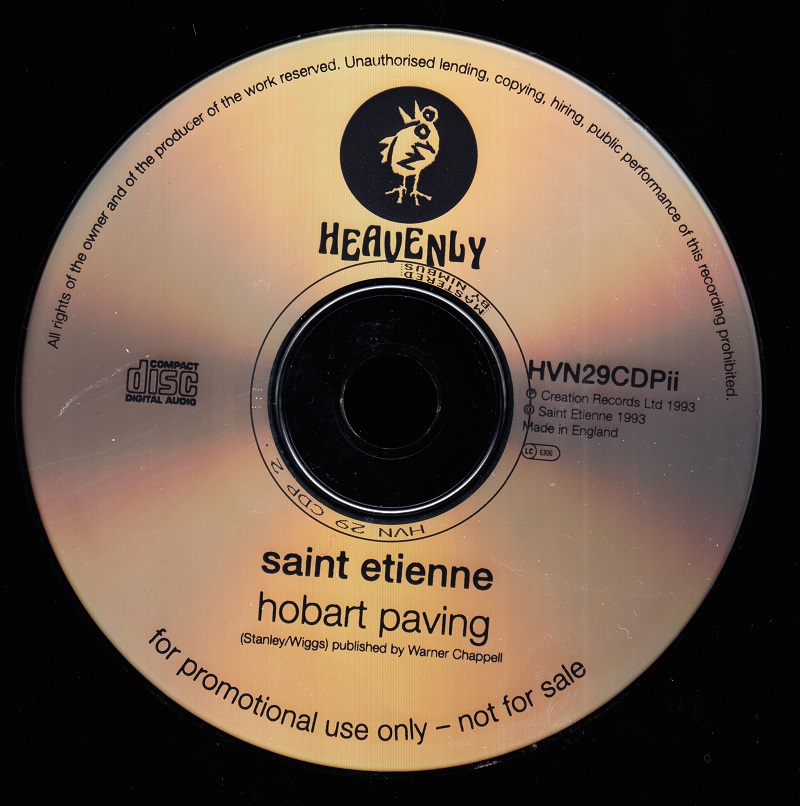 All rights of the owner and of the producer of the work reserved. Unauthorised lending, copying, hiring, public performance of this recording prohibited.
HEAVENLY
MASTERED
BY NIMBUS
COMPACT
disc
DIGITAL AUDIO
HVN29CDPii
℗ Creation Records Ltd 1993
© Saint Etienne 1993
Made in England
LC 6306
HVN 29 CDP 2 .
saint etienne
hobart paving
(Stanley/Wiggs) published by Warner Chappell
for promotional use only – not for sale